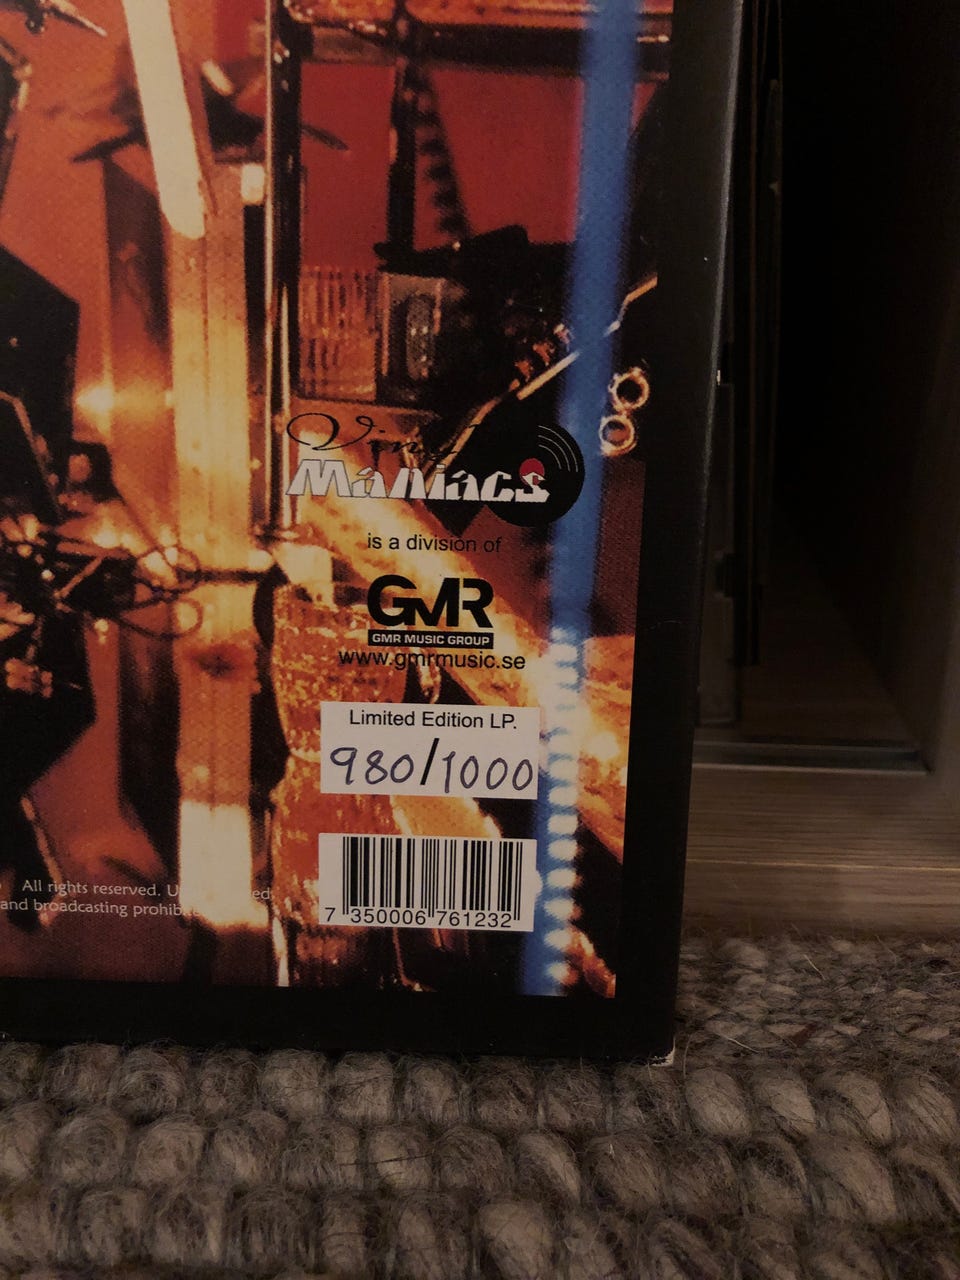 Vinyl
Maniacs
is a division of
GMR
GMR MUSIC GROUP
www.gmrmusic.se
Limited Edition LP.
980/1000
All rights reserved.
and broadcasting
7 350006 761232